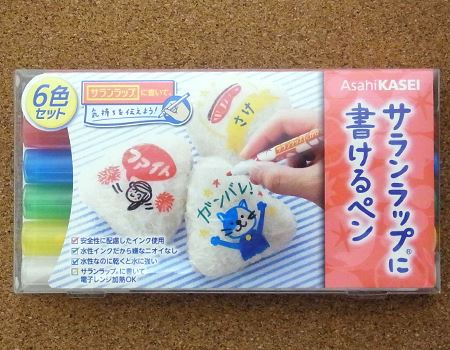 6色
セット
サランラップに書いて
気持ちを伝えよう!
AsahiKASEI
サランラップ®に
書けるペン
さけ
ファイト
ガンバレ!
安全性に配慮したインク使用
水性インクだから嫌なニオイなし
水性なのに乾くと水に強い
サランラップ®に書いて
電子レンジ加熱OK